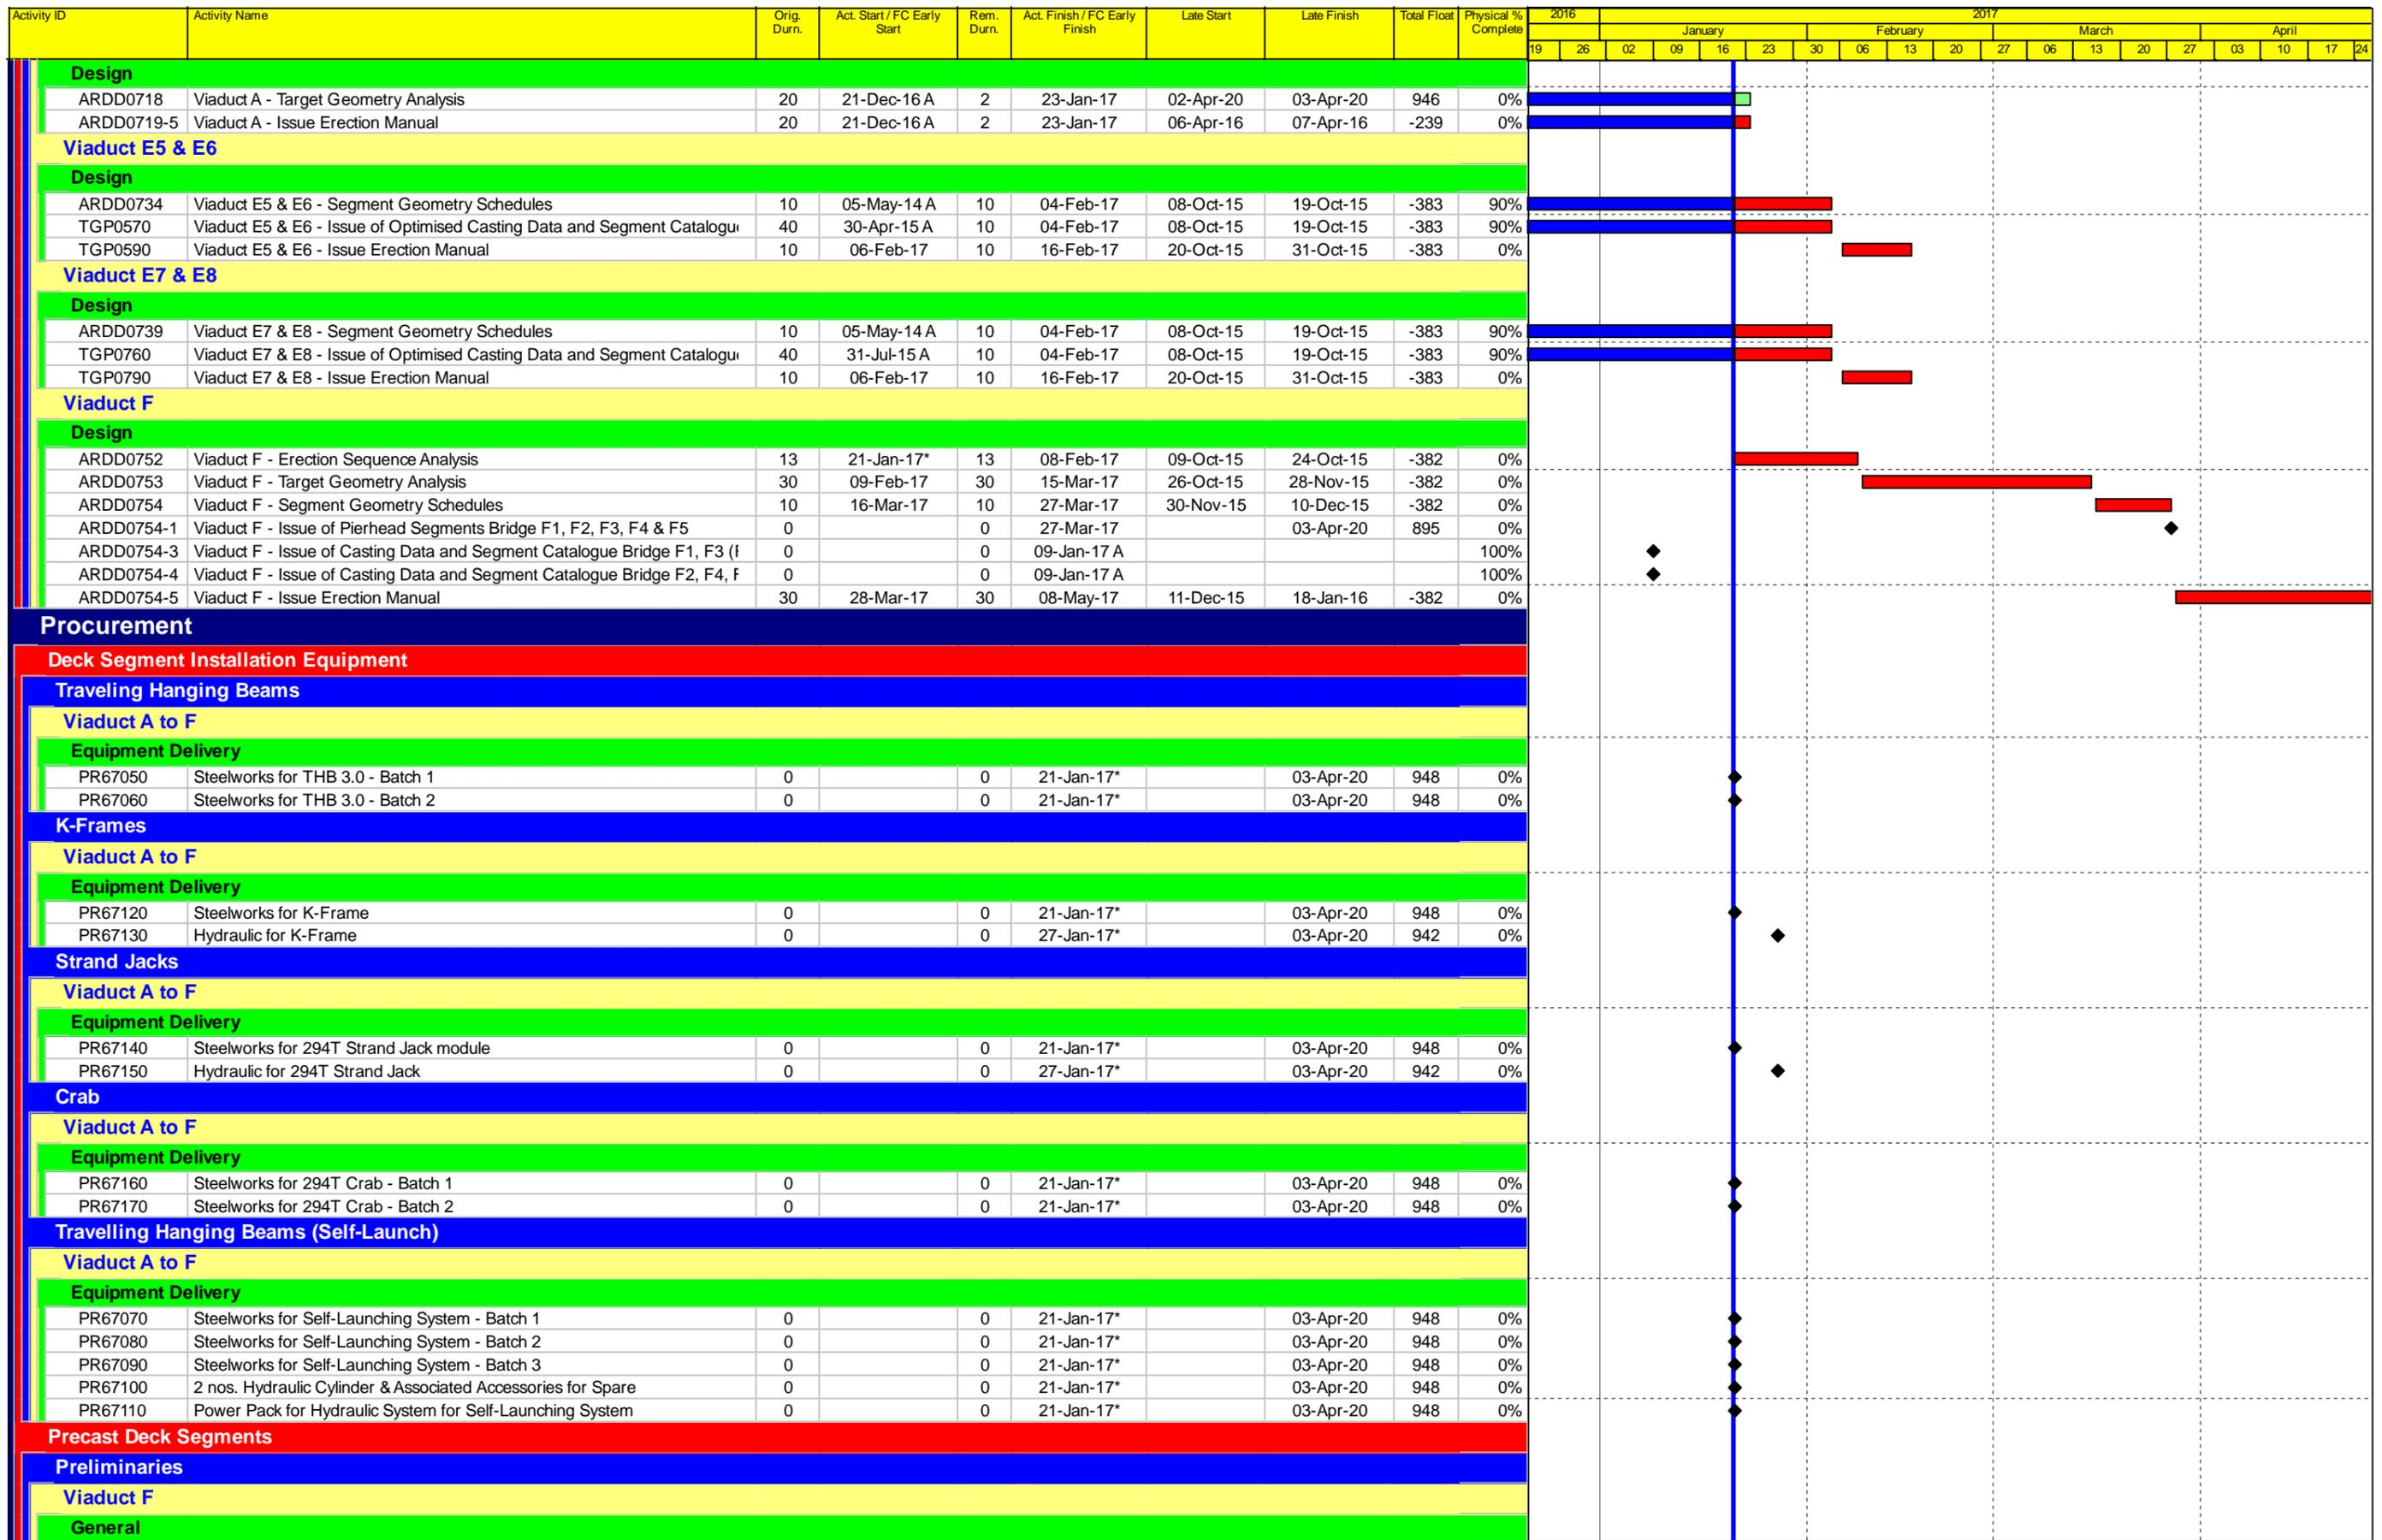 Activity ID Activity Name Orig. Durn. Act. Start / FC Early Start Rem. Durn. Act. Finish / FC Early Finish Late Start Late Finish Total Float Physical % Complete 2016 2017
January February March April
19 26 02 09 16 23 30 06 13 20 27 06 13 20 27 03 10 17 24
Design
ARDD0718 Viaduct A - Target Geometry Analysis 20 21-Dec-16 A 2 23-Jan-17 02-Apr-20 03-Apr-20 946 0%
ARDD0719-5 Viaduct A - Issue Erection Manual 20 21-Dec-16 A 2 23-Jan-17 06-Apr-16 07-Apr-16 -239 0%
Viaduct E5 & E6
Design
ARDD0734 Viaduct E5 & E6 - Segment Geometry Schedules 10 05-May-14 A 10 04-Feb-17 08-Oct-15 19-Oct-15 -383 90%
TGP0570 Viaduct E5 & E6 - Issue of Optimised Casting Data and Segment Catalogu 40 30-Apr-15 A 10 04-Feb-17 08-Oct-15 19-Oct-15 -383 90%
TGP0590 Viaduct E5 & E6 - Issue Erection Manual 10 06-Feb-17 10 16-Feb-17 20-Oct-15 31-Oct-15 -383 0%
Viaduct E7 & E8
Design
ARDD0739 Viaduct E7 & E8 - Segment Geometry Schedules 10 05-May-14 A 10 04-Feb-17 08-Oct-15 19-Oct-15 -383 90%
TGP0760 Viaduct E7 & E8 - Issue of Optimised Casting Data and Segment Catalogu 40 31-Jul-15 A 10 04-Feb-17 08-Oct-15 19-Oct-15 -383 90%
TGP0790 Viaduct E7 & E8 - Issue Erection Manual 10 06-Feb-17 10 16-Feb-17 20-Oct-15 31-Oct-15 -383 0%
Viaduct F
Design
ARDD0752 Viaduct F - Erection Sequence Analysis 13 21-Jan-17* 13 08-Feb-17 09-Oct-15 24-Oct-15 -382 0%
ARDD0753 Viaduct F - Target Geometry Analysis 30 09-Feb-17 30 15-Mar-17 26-Oct-15 28-Nov-15 -382 0%
ARDD0754 Viaduct F - Segment Geometry Schedules 10 16-Mar-17 10 27-Mar-17 30-Nov-15 10-Dec-15 -382 0%
ARDD0754-1 Viaduct F - Issue of Pierhead Segments Bridge F1, F2, F3, F4 & F5 0 0 27-Mar-17 03-Apr-20 895 0%
ARDD0754-3 Viaduct F - Issue of Casting Data and Segment Catalogue Bridge F1, F3 ( 0 0 09-Jan-17 A 100%
ARDD0754-4 Viaduct F - Issue of Casting Data and Segment Catalogue Bridge F2, F4, 0 0 09-Jan-17 A 100%
ARDD0754-5 Viaduct F - Issue Erection Manual 30 28-Mar-17 30 08-May-17 11-Dec-15 18-Jan-16 -382 0%
Procurement
Deck Segment Installation Equipment
Traveling Hanging Beams
Viaduct A to F
Equipment Delivery
PR67050 Steelworks for THB 3.0 - Batch 1 0 0 21-Jan-17* 03-Apr-20 948 0%
PR67060 Steelworks for THB 3.0 - Batch 2 0 0 21-Jan-17* 03-Apr-20 948 0%
K-Frames
Viaduct A to F
Equipment Delivery
PR67120 Steelworks for K-Frame 0 0 21-Jan-17* 03-Apr-20 948 0%
PR67130 Hydraulic for K-Frame 0 0 27-Jan-17* 03-Apr-20 942 0%
Strand Jacks
Viaduct A to F
Equipment Delivery
PR67140 Steelworks for 294T Strand Jack module 0 0 21-Jan-17* 03-Apr-20 948 0%
PR67150 Hydraulic for 294T Strand Jack 0 0 27-Jan-17* 03-Apr-20 942 0%
Crab
Viaduct A to F
Equipment Delivery
PR67160 Steelworks for 294T Crab - Batch 1 0 0 21-Jan-17* 03-Apr-20 948 0%
PR67170 Steelworks for 294T Crab - Batch 2 0 0 21-Jan-17* 03-Apr-20 948 0%
Travelling Hanging Beams (Self-Launch)
Viaduct A to F
Equipment Delivery
PR67070 Steelworks for Self-Launching System - Batch 1 0 0 21-Jan-17* 03-Apr-20 948 0%
PR67080 Steelworks for Self-Launching System - Batch 2 0 0 21-Jan-17* 03-Apr-20 948 0%
PR67090 Steelworks for Self-Launching System - Batch 3 0 0 21-Jan-17* 03-Apr-20 948 0%
PR67100 2 nos. Hydraulic Cylinder & Associated Accessories for Spare 0 0 21-Jan-17* 03-Apr-20 948 0%
PR67110 Power Pack for Hydraulic System for Self-Launching System 0 0 21-Jan-17* 03-Apr-20 948 0%
Precast Deck Segments
Preliminaries
Viaduct F
General